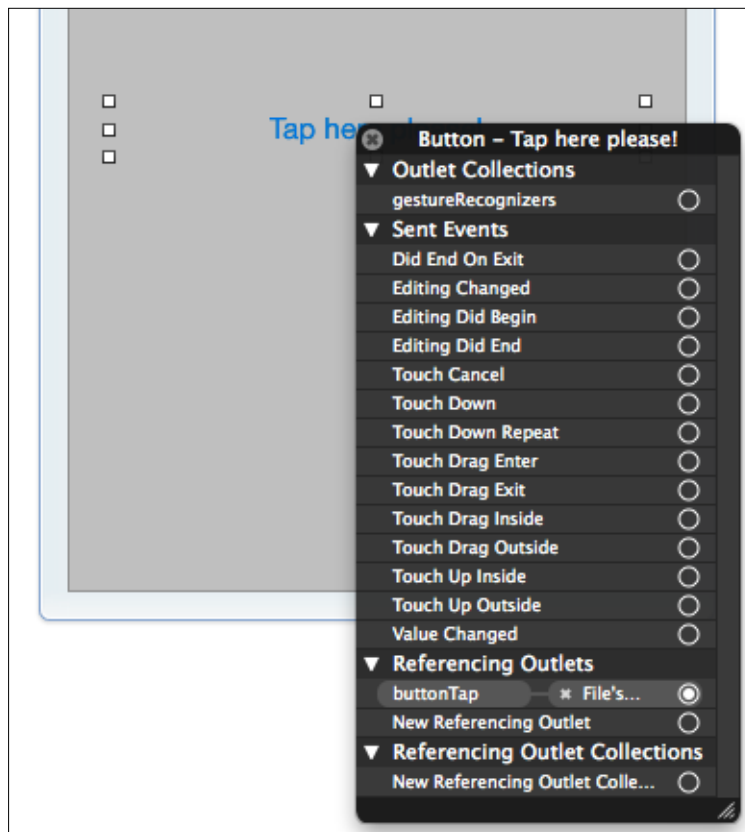 Tap her
Button – Tap here please!
Outlet Collections
gestureRecognizers
Sent Events
Did End On Exit
Editing Changed
Editing Did Begin
Editing Did End
Touch Cancel
Touch Down
Touch Down Repeat
Touch Drag Enter
Touch Drag Exit
Touch Drag Inside
Touch Drag Outside
Touch Up Inside
Touch Up Outside
Value Changed
Referencing Outlets
buttonTap File's...
New Referencing Outlet
Referencing Outlet Collections
New Referencing Outlet Colle...